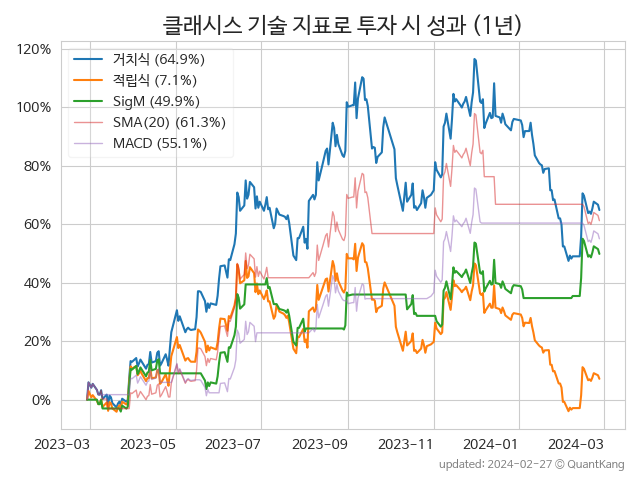 클래시스 기술 지표로 투자 시 성과 (1년)
120%
100%
80%
60%
40%
20%
0%
거치식 (64.9%)
적립식 (7.1%)
SigM (49.9%)
SMA(20) (61.3%)
MACD (55.1%)
2023-03 2023-05 2023-07 2023-09 2023-11 2024-01 2024-03
updated: 2024-02-27 © QuantKang